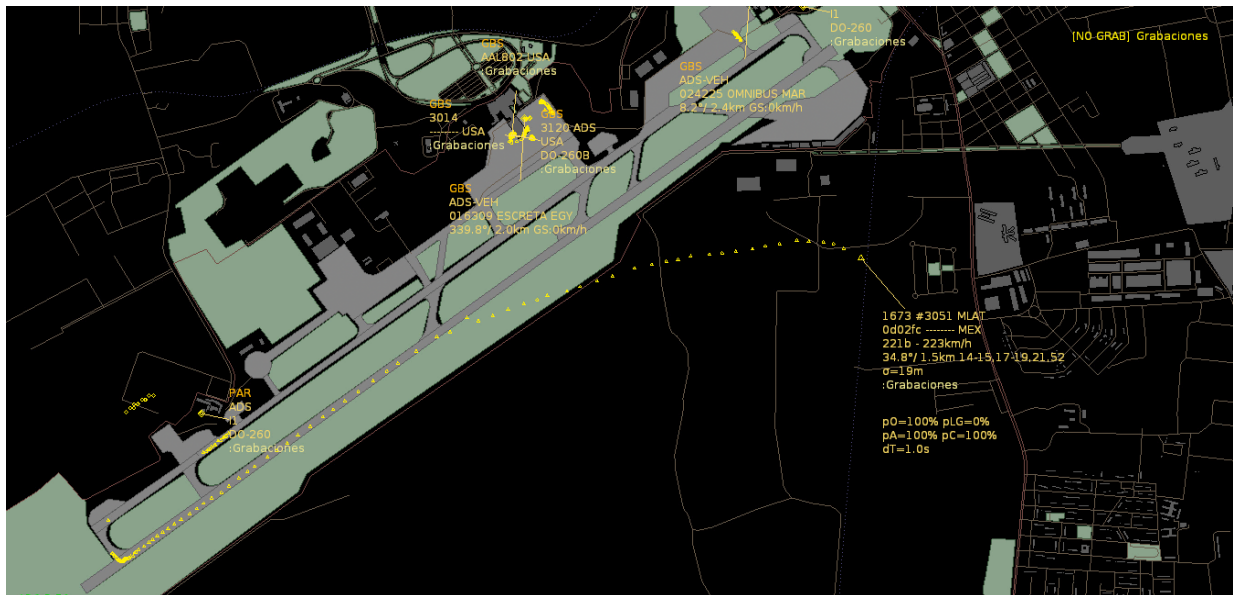 I1
DO-260
:Grabaciones
[NO GRAB] Grabaciones
GBS
AAL802 USA
:Grabaciones
GBS
ADS-VEH
024225 OMNIBUS MAR
8.2°/ 2.4km GS:0km/h
GBS
3014
------- USA
:Grabaciones
GBS
3120 ADS
USA
DO-260B
:Grabaciones
GBS
ADS-VEH
016309 ESCRETA EGY
339.8°/ 2.0km GS:0km/h
1673 #3051 MLAT
0d02fc -------- MEX
221b - 223km/h
34.8°/ 1.5km 14-15,17-19,21,52
σ=19m
:Grabaciones
pO=100% pLG=0%
pA=100% pC=100%
dT=1.0s
PAR
ADS
I1
DO-260
:Grabaciones